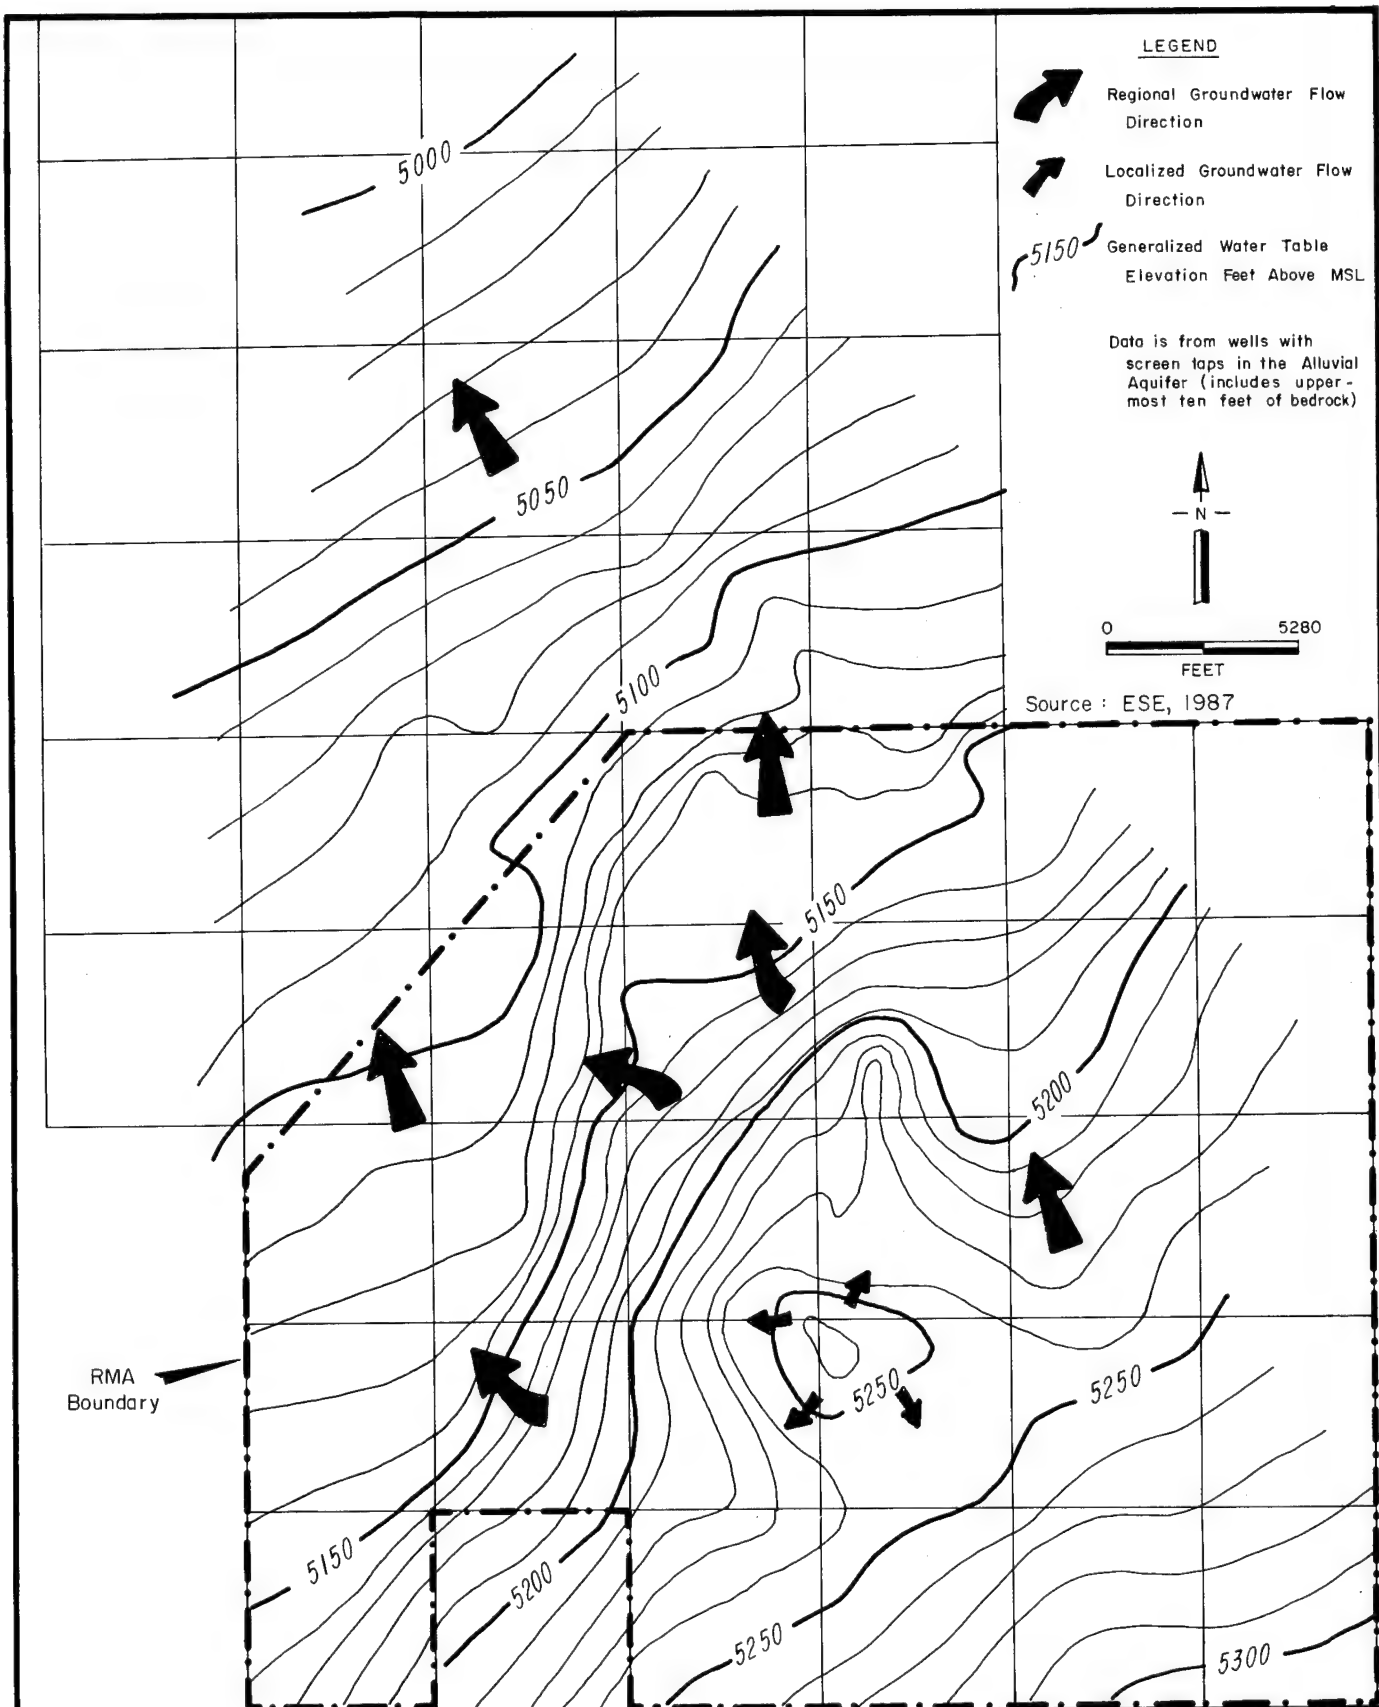 LEGEND
Regional Groundwater Flow
Direction
Localized Groundwater Flow
Direction
5150
Generalized Water Table
Elevation Feet Above MSL
Data is from wells with
screen taps in the Alluvial
Aquifer (includes upper-
most ten feet of bedrock)
- N -
0 5280
FEET
Source : ESE, 1987
5000
5050
5100
5150
5200
5250
5250
RMA
Boundary
5150
5200
5250
5300